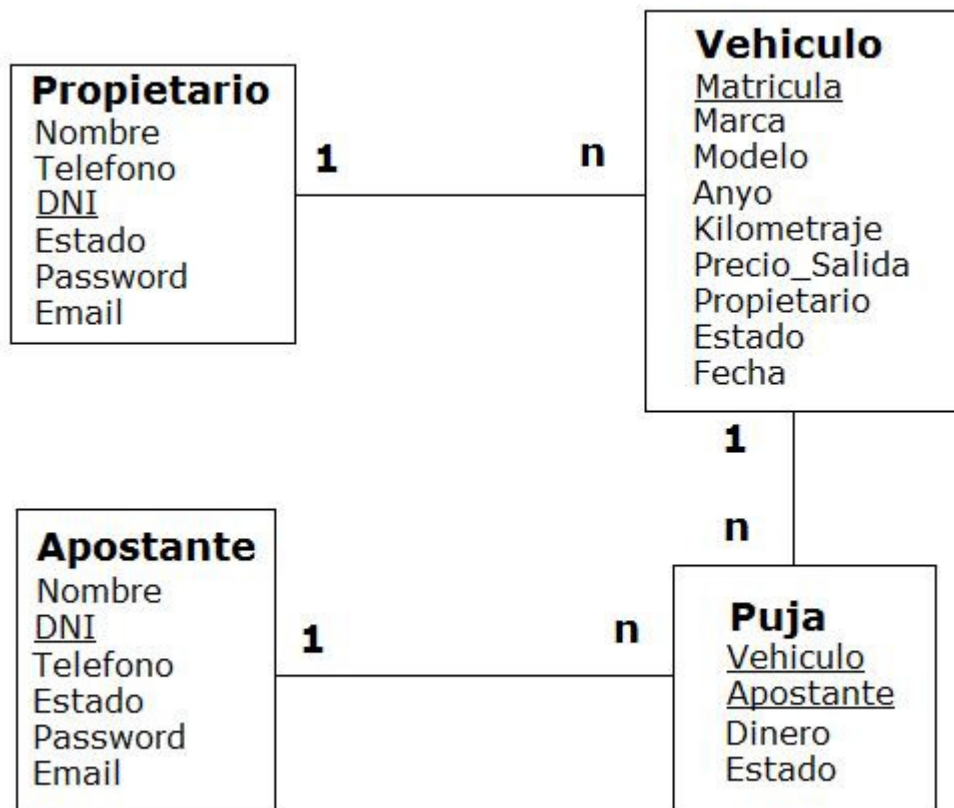 Propietario
Nombre
Telefono
DNI
Estado
Password
Email
1
n
Vehiculo
Matricula
Marca
Modelo
Anyo
Kilometraje
Precio_Salida
Propietario
Estado
Fecha
1
n
Apostante
Nombre
DNI
Telefono
Estado
Password
Email
1
n
Puja
Vehiculo
Apostante
Dinero
Estado